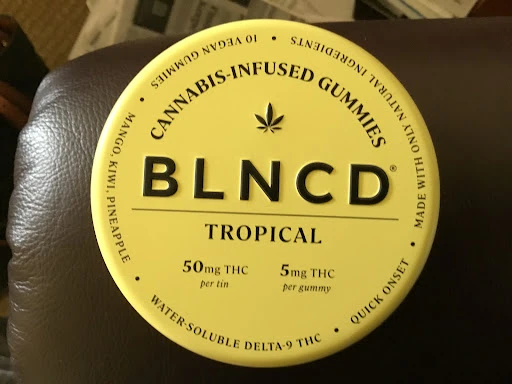 10 VEGAN GUMMIES • MADE WITH ONLY NATURAL INGREDIENTS •
CANNABIS-INFUSED GUMMIES
BLNCD®
TROPICAL
50mg THC
per tin
5mg THC
per gummy
MANGO, KIWI, PINEAPPLE •
WATER-SOLUBLE DELTA-9 THC •
QUICK ONSET •